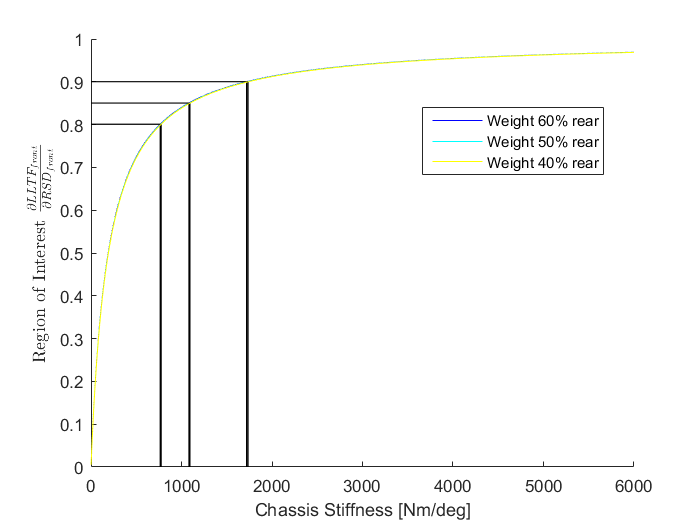 1
0.9
0.8
0.7
0.6
0.5
0.4
0.3
0.2
0.1
0
Region of Interest ∂LLTF_front / ∂RSD_front
Weight 60% rear
Weight 50% rear
Weight 40% rear
0 1000 2000 3000 4000 5000 6000
Chassis Stiffness [Nm/deg]